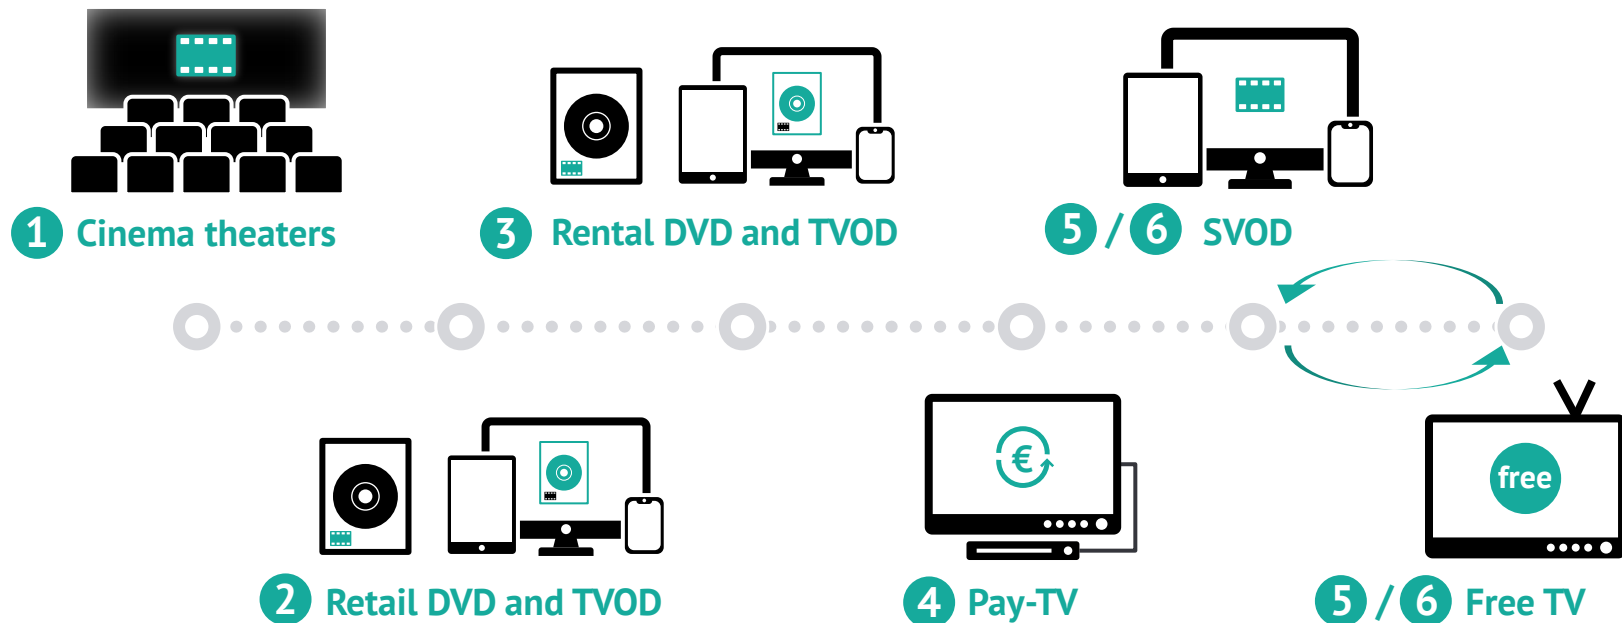 1 Cinema theaters
3 Rental DVD and TVOD
5 / 6 SVOD
€
free
2 Retail DVD and TVOD
4 Pay-TV
5 / 6 Free TV